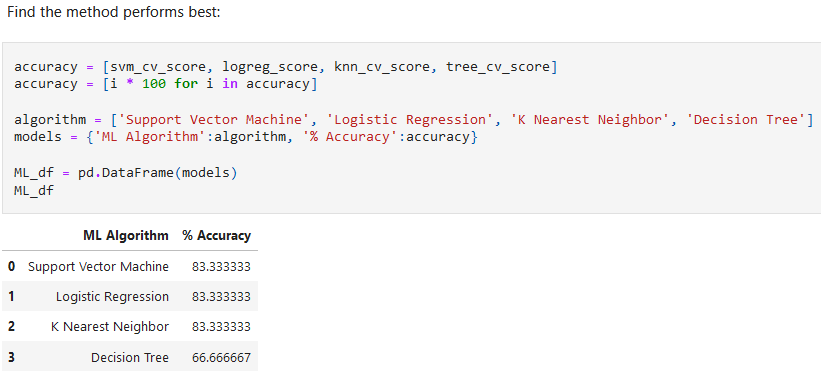 Find the method performs best:
accuracy = [svm_cv_score, logreg_score, knn_cv_score, tree_cv_score]
accuracy = [i * 100 for i in accuracy]
algorithm = ['Support Vector Machine', 'Logistic Regression', 'K Nearest Neighbor', 'Decision Tree']
models = {'ML Algorithm':algorithm, '% Accuracy':accuracy}
ML_df = pd.DataFrame(models)
ML_df
ML Algorithm % Accuracy
0 Support Vector Machine 83.333333
1 Logistic Regression 83.333333
2 K Nearest Neighbor 83.333333
3 Decision Tree 66.666667